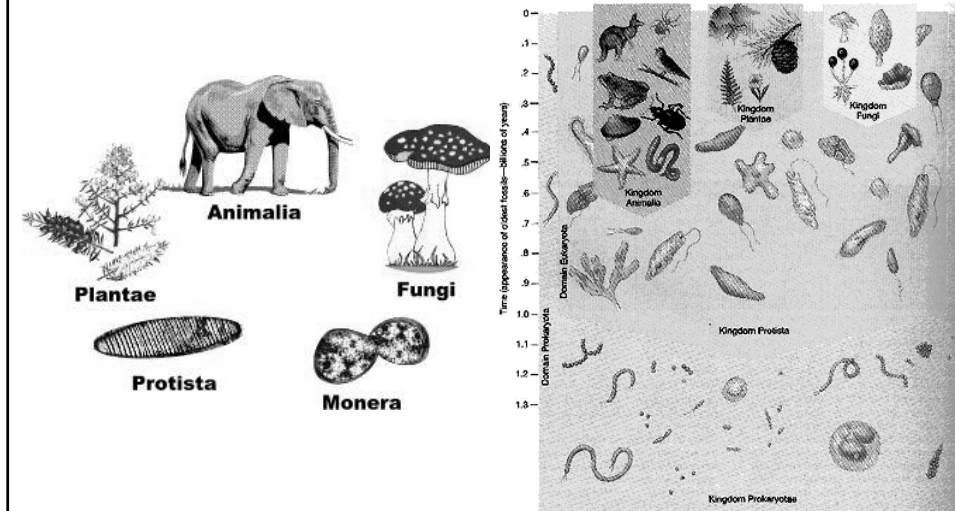 Animalia
Plantae
Fungi
Protista
Monera
Time (appearance of oldest fossils—billions of years)
0
.1
.2
.3
.4
.5
.6
.7
.8
.9
1.0
1.1
1.2
1.3
Domain Prokaryota
Domain Eukaryota
Kingdom
Animalia
Kingdom
Plantae
Kingdom
Fungi
Kingdom Protista
Kingdom Prokaryotae